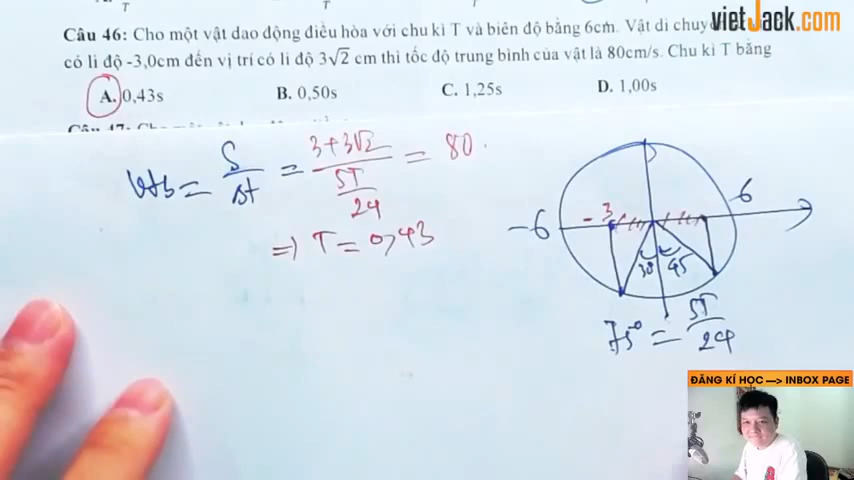 T
T
vietJack.com
Câu 46: Cho một vật dao động điều hòa với chu kì T và biên độ bằng 6cm. Vật di chuyể
có li độ -3,0cm đến vị trí có li độ 3√2 cm thì tốc độ trung bình của vật là 80cm/s. Chu kì T bằng
A. 0,43s B. 0,50s C. 1,25s D. 1,00s
Vtb = S/Δt = (3+3√2)/(5T/24) = 80
=> T = 0,43
-6 -3 6
30 45
75° = 5T/24
ĐĂNG KÍ HỌC —> INBOX PAGE